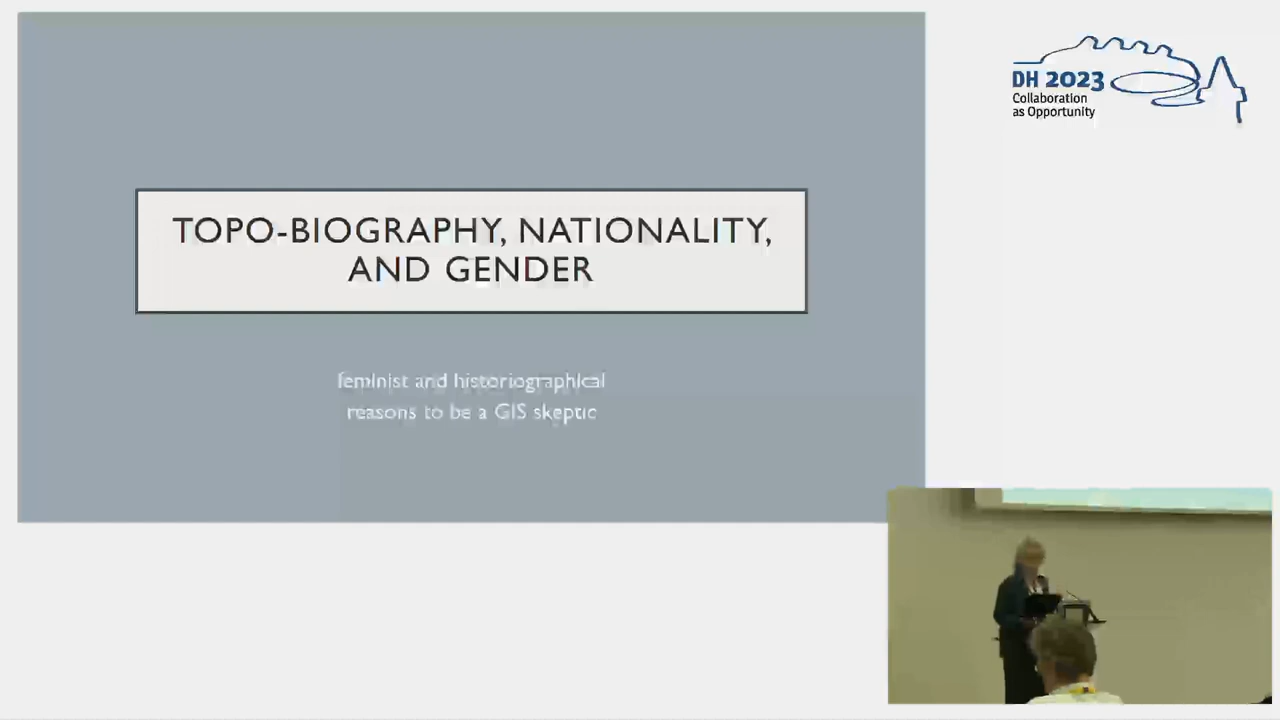 TOPO-BIOGRAPHY, NATIONALITY,
AND GENDER
feminist and historiographical
reasons to be a GIS skeptic
DH 2023
Collaboration
as Opportunity